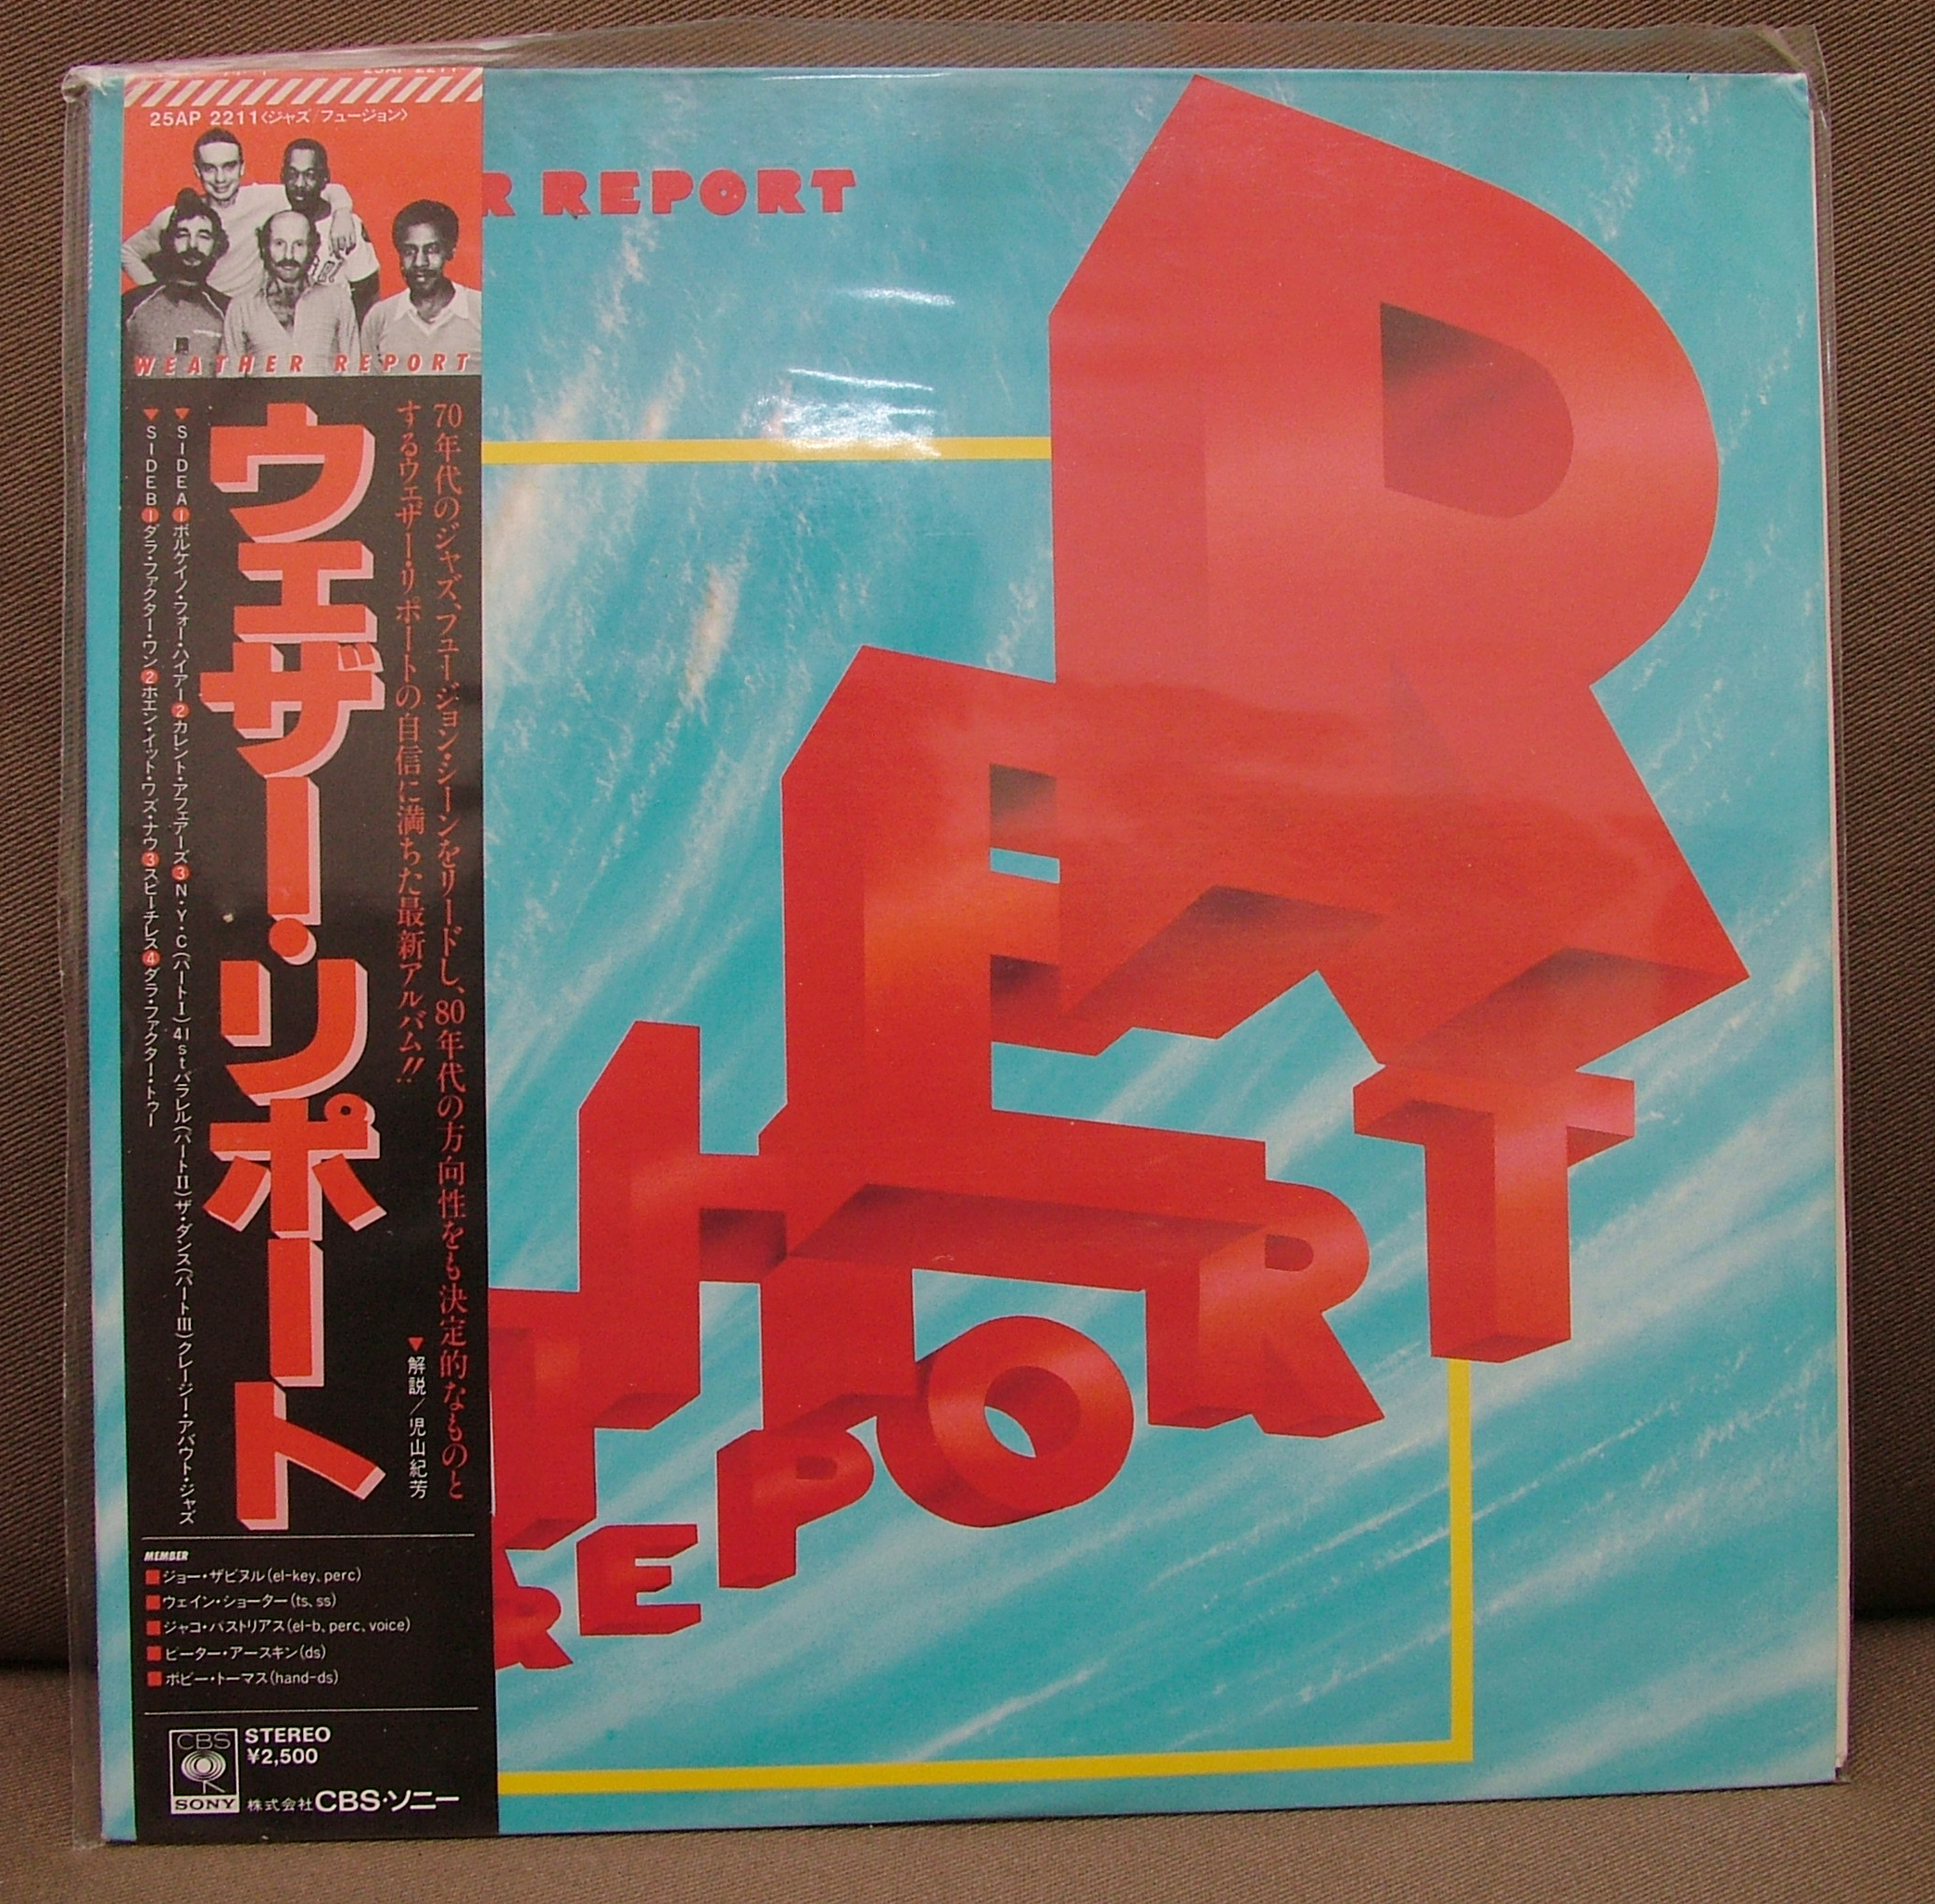 25AP 2211〈ジャズ/フュージョン〉
WEATHER REPORT
70年代のジャズ、フュージョン・シーンをリードし、80年代の方向性をも決定的なものと
するウェザー・リポートの自信に満ちた最新アルバム!!
▼解説/児山紀芳
ウェザー・リポート
▼SIDE A ①ボルケイノ・フォー・ハイアー ②カレント・アフェアーズ ③N・Y・C(パートI)41stパラレル(パートII)ザ・ダンス(パートIII)クレージー・アバウト・ジャズ
▼SIDE B ①ダラ・ファクター・ワン ②ホエン・イット・ワズ・ナウ ③スピーチレス ④ダラ・ファクター・トゥー
MEMBER
■ジョー・ザビヌル(el-key、perc)
■ウェイン・ショーター(ts、ss)
■ジャコ・パストリアス(el-b、perc、voice)
■ピーター・アースキン(ds)
■ボビー・トーマス(hand-ds)
CBS
SONY
STEREO
¥2,500
株式会社CBS・ソニー
R REPORT
THER
REPORT